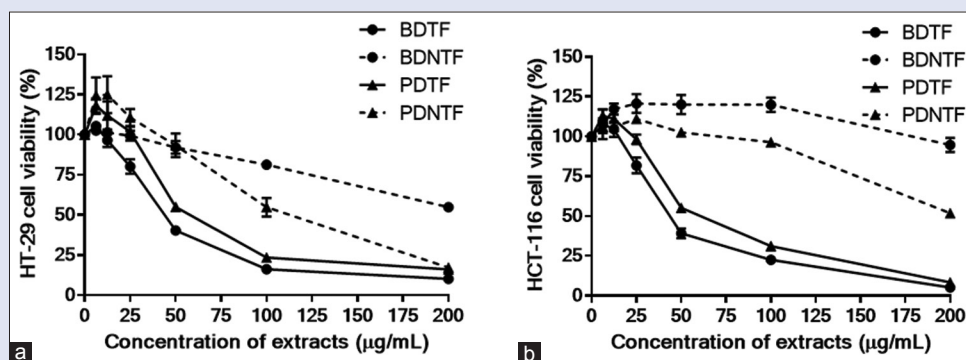 BDTF
BDNTF
PDTF
PDNTF
HT-29 cell viability (%)
150
125
100
75
50
25
0
0 25 50 75 100 125 150 175 200
Concentration of extracts (µg/mL)
a
BDTF
BDNTF
PDTF
PDNTF
HCT-116 cell viability (%)
150
125
100
75
50
25
0
0 25 50 75 100 125 150 175 200
Concentration of extracts (µg/mL)
b